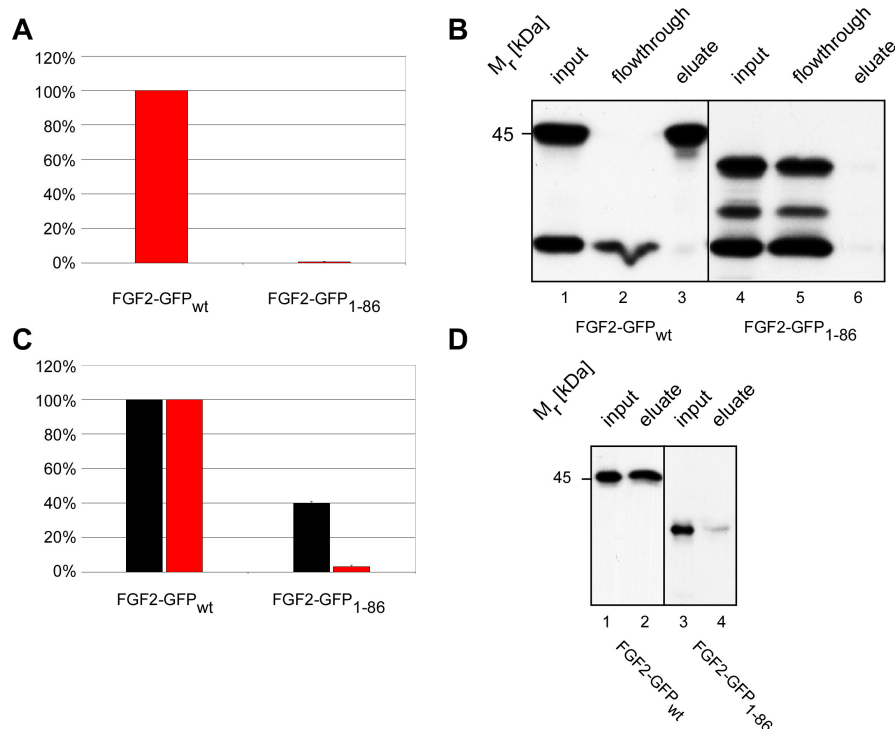 A
120%
100%
80%
60%
40%
20%
0%
FGF2-GFPwt FGF2-GFP1-86
B
Mr [kDa] input flowthrough eluate input flowthrough eluate
45
1 2 3 4 5 6
FGF2-GFPwt FGF2-GFP1-86
C
120%
100%
80%
60%
40%
20%
0%
FGF2-GFPwt FGF2-GFP1-86
D
Mr [kDa] input eluate input eluate
45
1 2 3 4
FGF2-GFPwt FGF2-GFP1-86